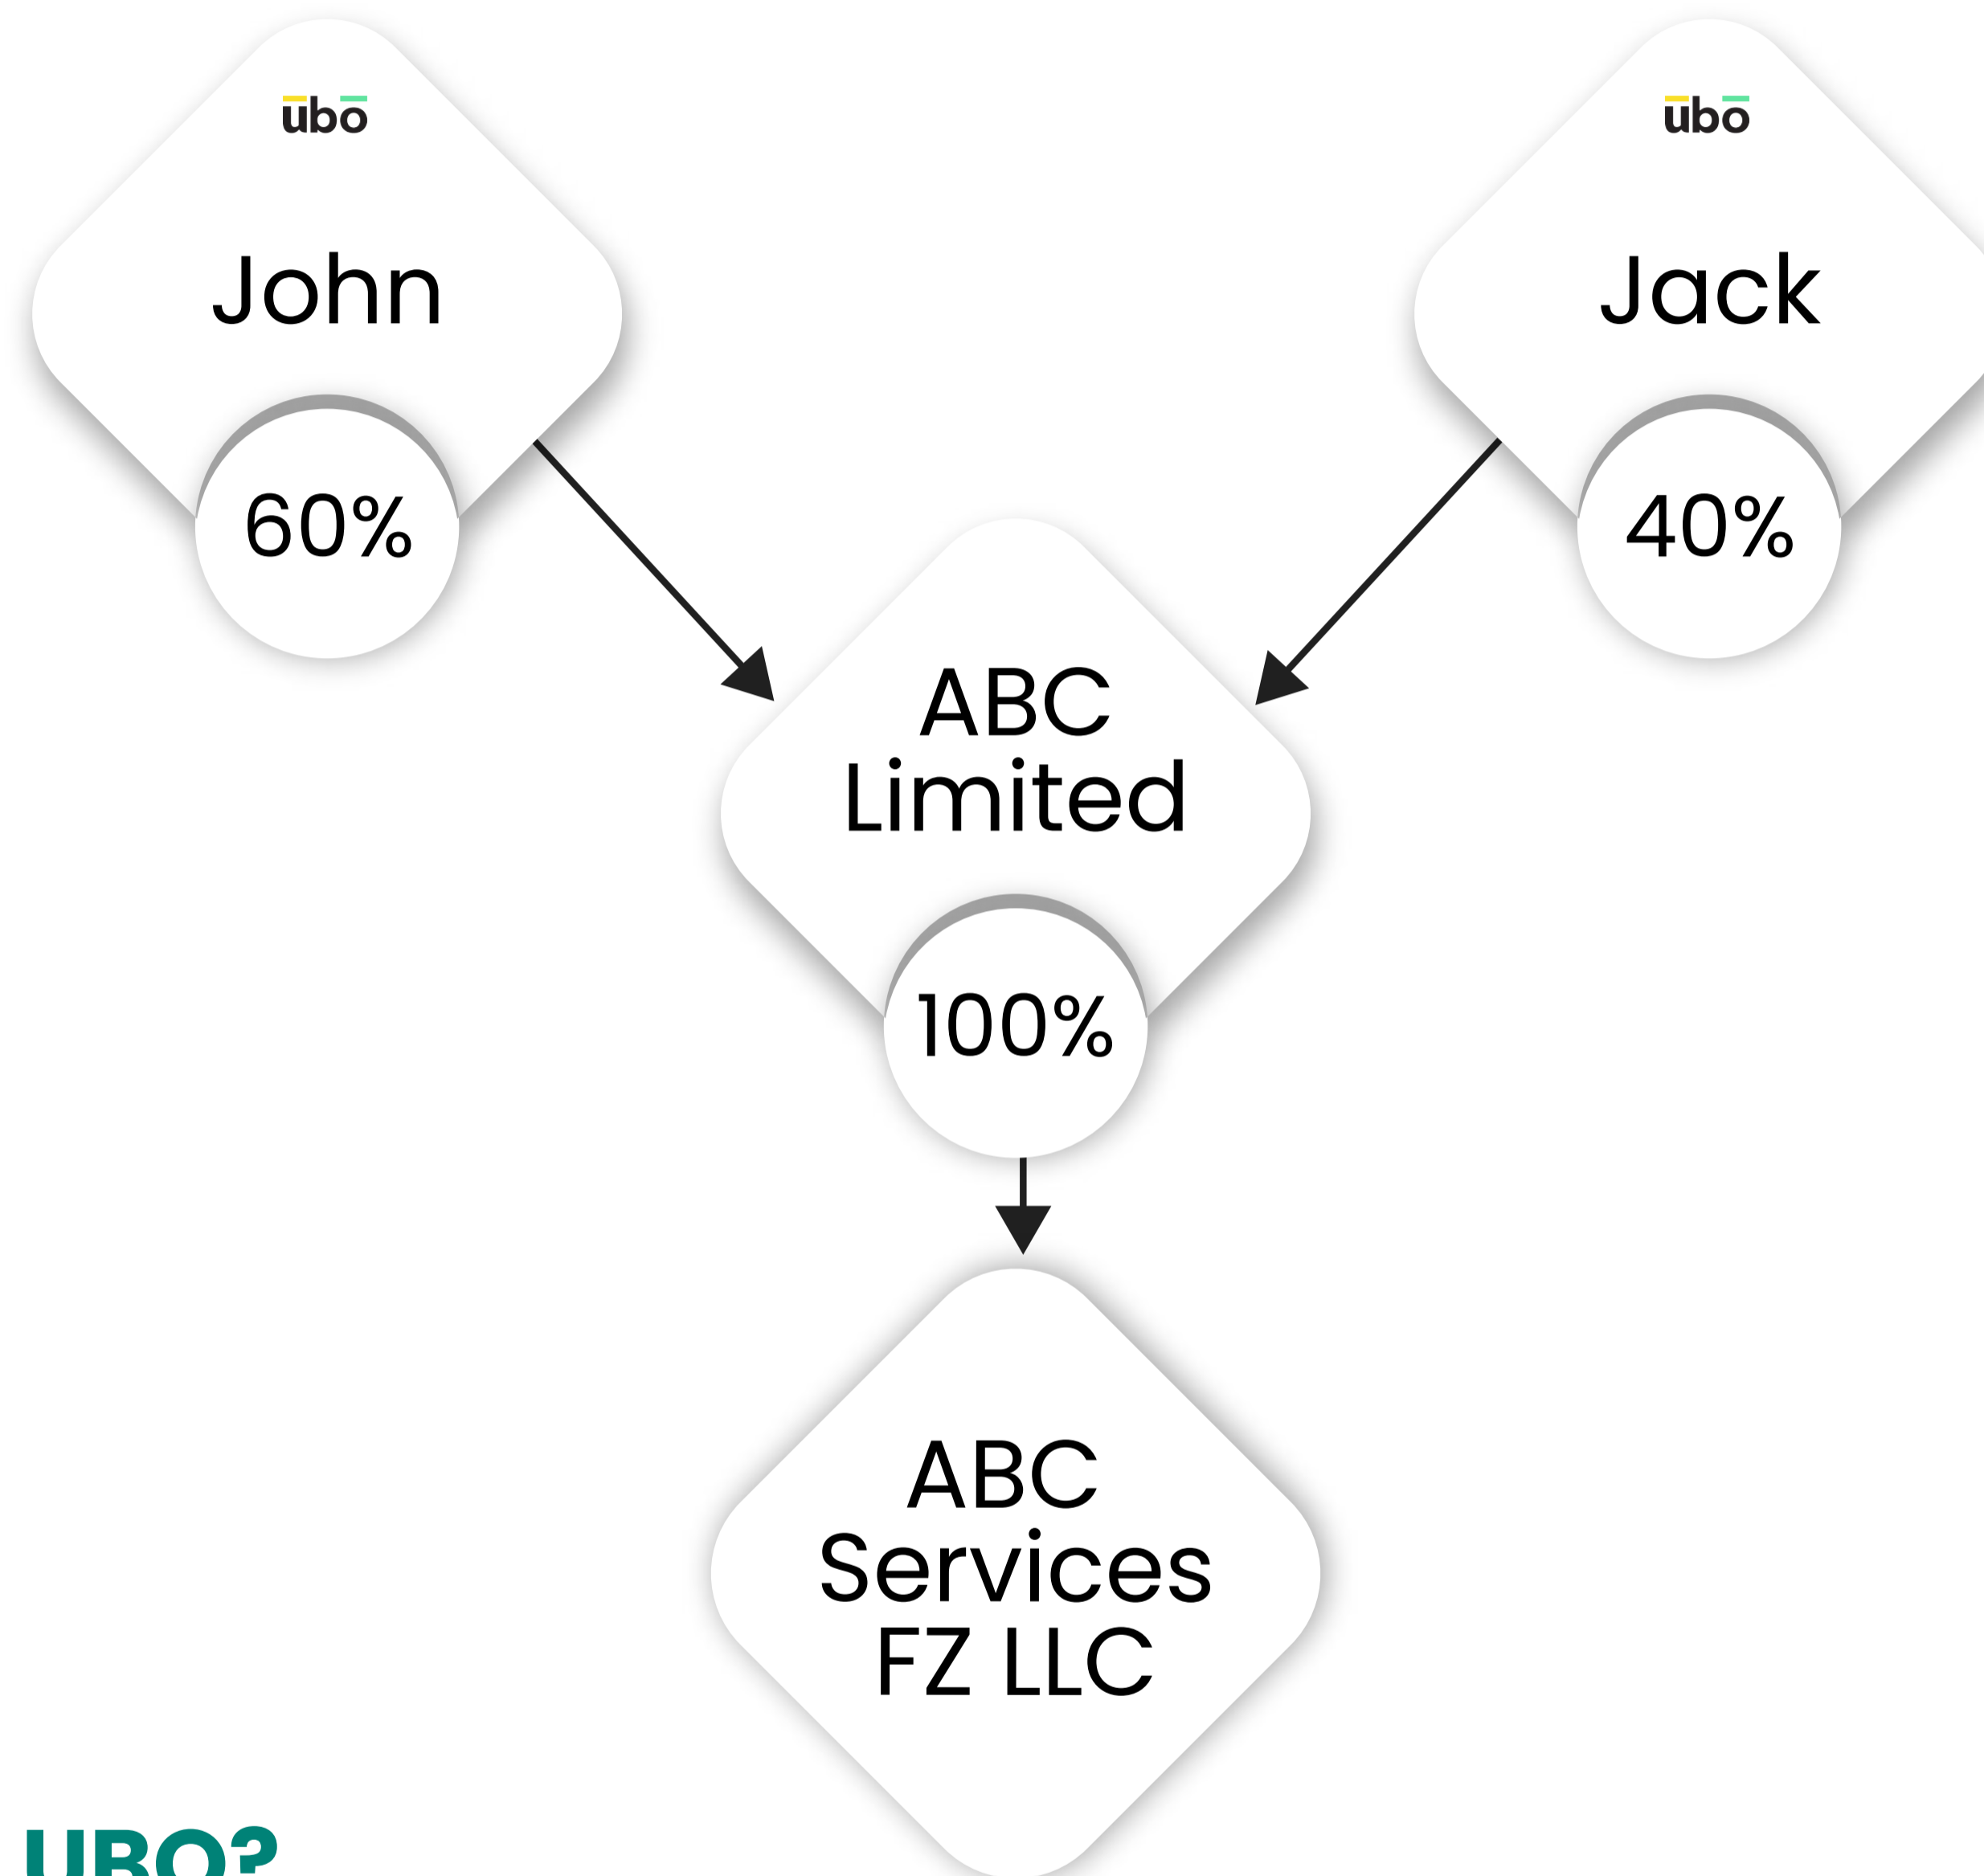 ubo
ubo
John
Jack
60%
40%
ABC
Limited
100%
ABC
Services
FZ LLC
UBO?